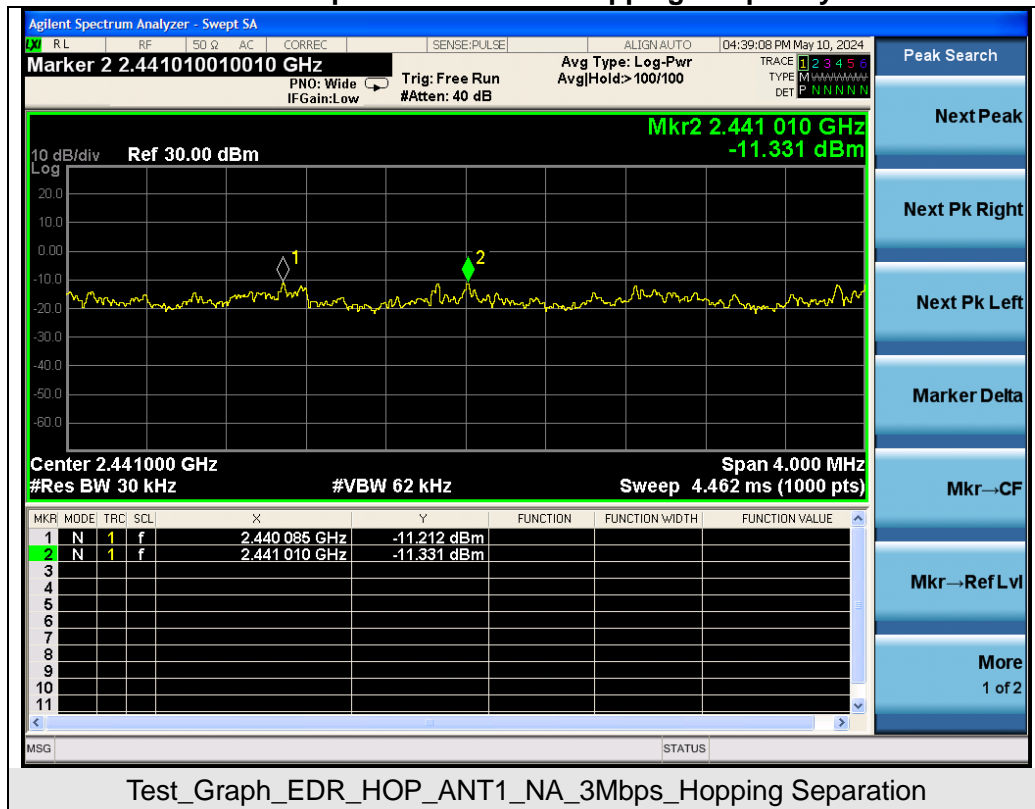 Agilent Spectrum Analyzer - Swept SA
LXI RL RF 50 Ω AC CORREC SENSE:PULSE ALIGN AUTO 04:39:08 PM May 10, 2024
Marker 2 2.441010010010 GHz
PNO: Wide
IFGain:Low
Trig: Free Run
#Atten: 40 dB
Avg Type: Log-Pwr
Avg|Hold:>100/100
TRACE 1 2 3 4 5 6
TYPE M
DET P N N N N N
Mkr2 2.441 010 GHz
-11.331 dBm
10 dB/div Ref 30.00 dBm
Log
20.0
10.0
0.00
-10.0
-20.0
-30.0
-40.0
-50.0
-60.0
1
2
Center 2.441000 GHz Span 4.000 MHz
#Res BW 30 kHz #VBW 62 kHz Sweep 4.462 ms (1000 pts)
MKR MODE TRC SCL X Y FUNCTION FUNCTION WIDTH FUNCTION VALUE
1 N 1 f 2.440 085 GHz -11.212 dBm
2 N 1 f 2.441 010 GHz -11.331 dBm
3
4
5
6
7
8
9
10
11
MSG STATUS
Peak Search
Next Peak
Next Pk Right
Next Pk Left
Marker Delta
Mkr→CF
Mkr→Ref Lvl
More
1 of 2
Test_Graph_EDR_HOP_ANT1_NA_3Mbps_Hopping Separation